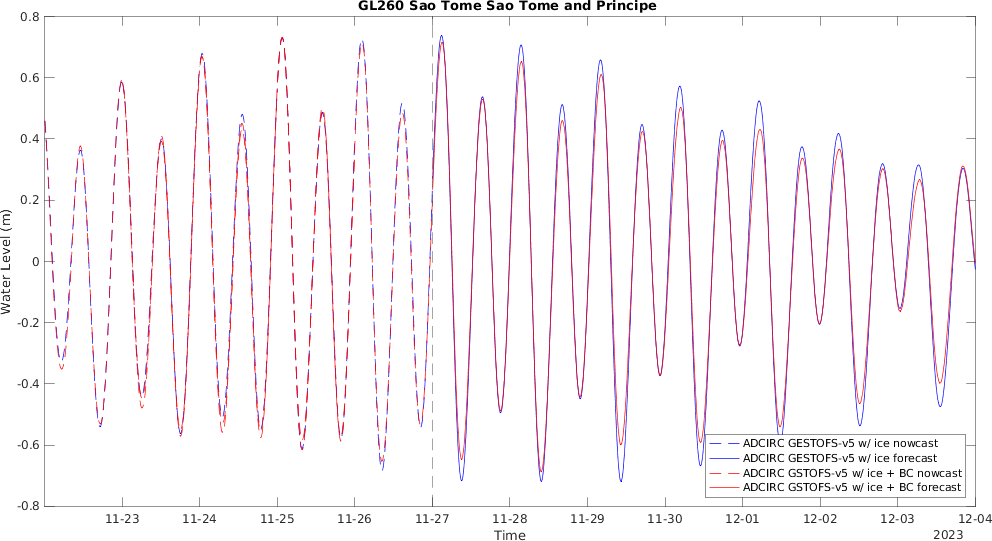 GL260 Sao Tome Sao Tome and Principe
Water Level (m)
0.8
0.6
0.4
0.2
0
-0.2
-0.4
-0.6
-0.8
ADCIRC GESTOFS-v5 w/ ice nowcast
ADCIRC GESTOFS-v5 w/ ice forecast
ADCIRC GSTOFS-v5 w/ ice + BC nowcast
ADCIRC GSTOFS-v5 w/ ice + BC forecast
11-23 11-24 11-25 11-26 11-27 11-28 11-29 11-30 12-01 12-02 12-03 12-04
Time
2023